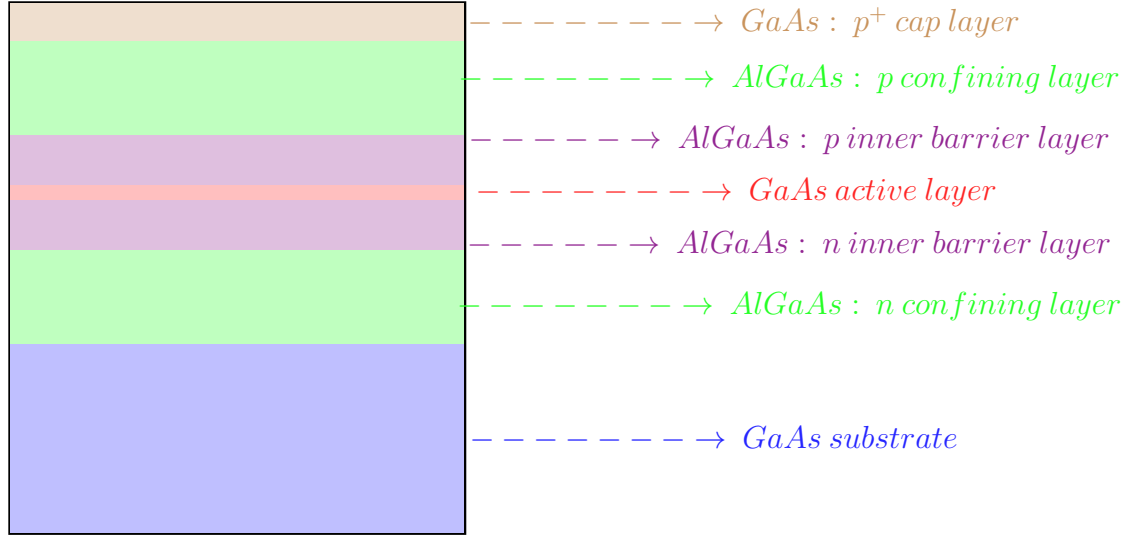 GaAs : p⁺ cap layer
AlGaAs : p confining layer
AlGaAs : p inner barrier layer
GaAs active layer
AlGaAs : n inner barrier layer
AlGaAs : n confining layer
GaAs substrate